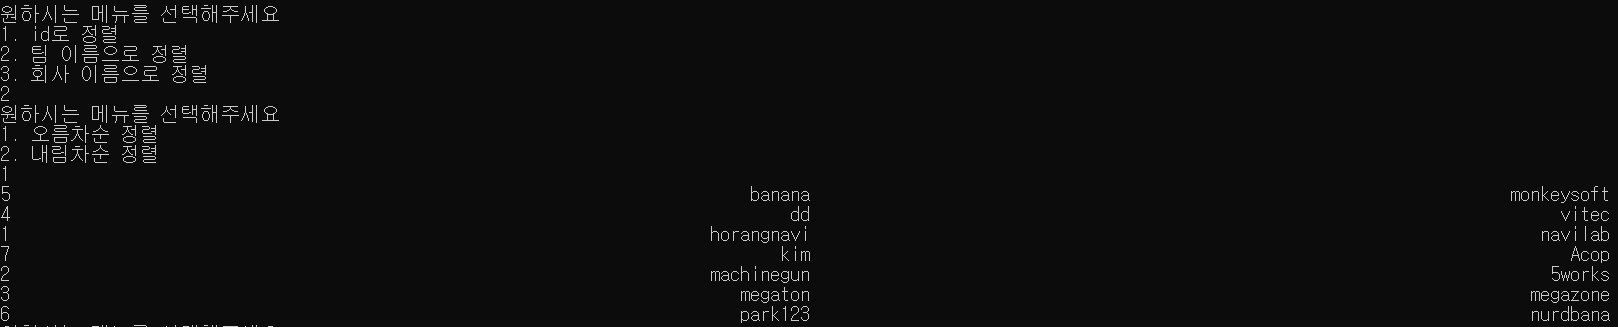 원하시는 메뉴를 선택해주세요
1. id로 정렬
2. 팀 이름으로 정렬
3. 회사 이름으로 정렬
2
원하시는 메뉴를 선택해주세요
1. 오름차순 정렬
2. 내림차순 정렬
1
5 banana monkeysoft
4 dd vitec
1 horangnavi navilab
7 kim Acop
2 machinegun 5works
3 megaton megazone
6 park123 nurdbana